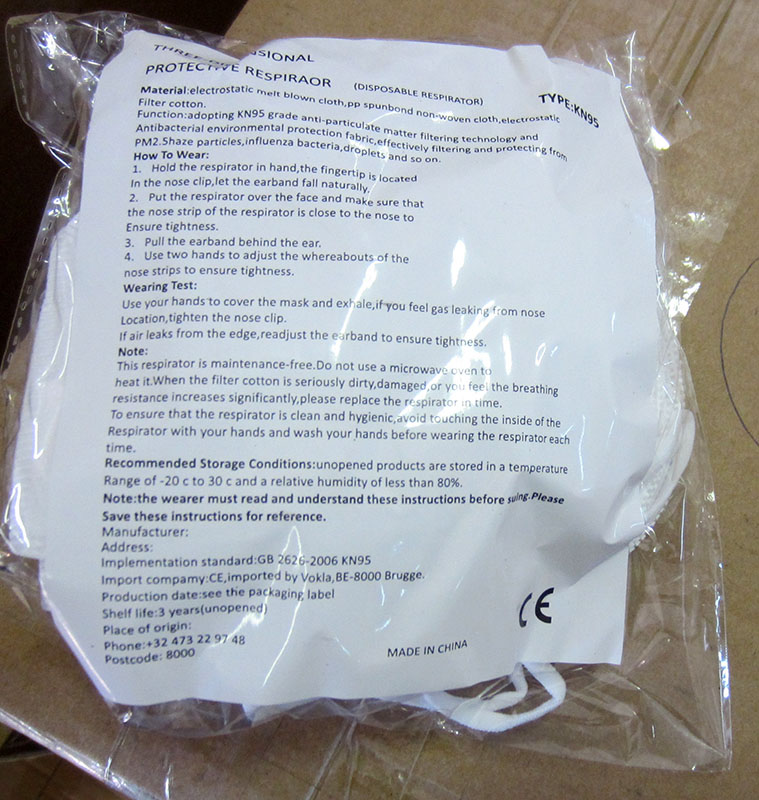 THREE-DIMENSIONAL
PROTECTIVE RESPIRAOR (DISPOSABLE RESPIRATOR) TYPE:KN95
Material:electrostatic melt blown cloth,pp spunbond non-woven cloth,electrostatic
Filter cotton.
Function:adopting KN95 grade anti-particulate matter filtering technology and
Antibacterial environmental protection fabric,effectively filtering and protecting from
PM2.5haze particles,influenza bacteria,droplets and so on.
How To Wear:
1. Hold the respirator in hand,the fingertip is located
In the nose clip,let the earband fall naturally,
2. Put the respirator over the face and make sure that
the nose strip of the respirator is close to the nose to
Ensure tightness.
3. Pull the earband behind the ear.
4. Use two hands to adjust the whereabouts of the
nose strips to ensure tightness.
Wearing Test:
Use your hands to cover the mask and exhale,if you feel gas leaking from nose
Location,tighten the nose clip.
If air leaks from the edge,readjust the earband to ensure tightness.
Note:
This respirator is maintenance-free.Do not use a microwave oven to
heat it.When the filter cotton is seriously dirty,damaged,or you feel the breathing
resistance increases significantly,please replace the respirator in time.
To ensure that the respirator is clean and hygienic,avoid touching the inside of the
Respirator with your hands and wash your hands before wearing the respirator each
time.
Recommended Storage Conditions:unopened products are stored in a temperature
Range of -20 c to 30 c and a relative humidity of less than 80%.
Note:the wearer must read and understand these instructions before suing.Please
Save these instructions for reference.
Manufacturer:
Address:
Implementation standard:GB 2626-2006 KN95
Import compamy:CE,imported by Vokla,BE-8000 Brugge.
Production date:see the packaging label
Shelf life:3 years(unopened)
Place of origin:
Phone:+32 473 22 97 48
Postcode: 8000
MADE IN CHINA
CE